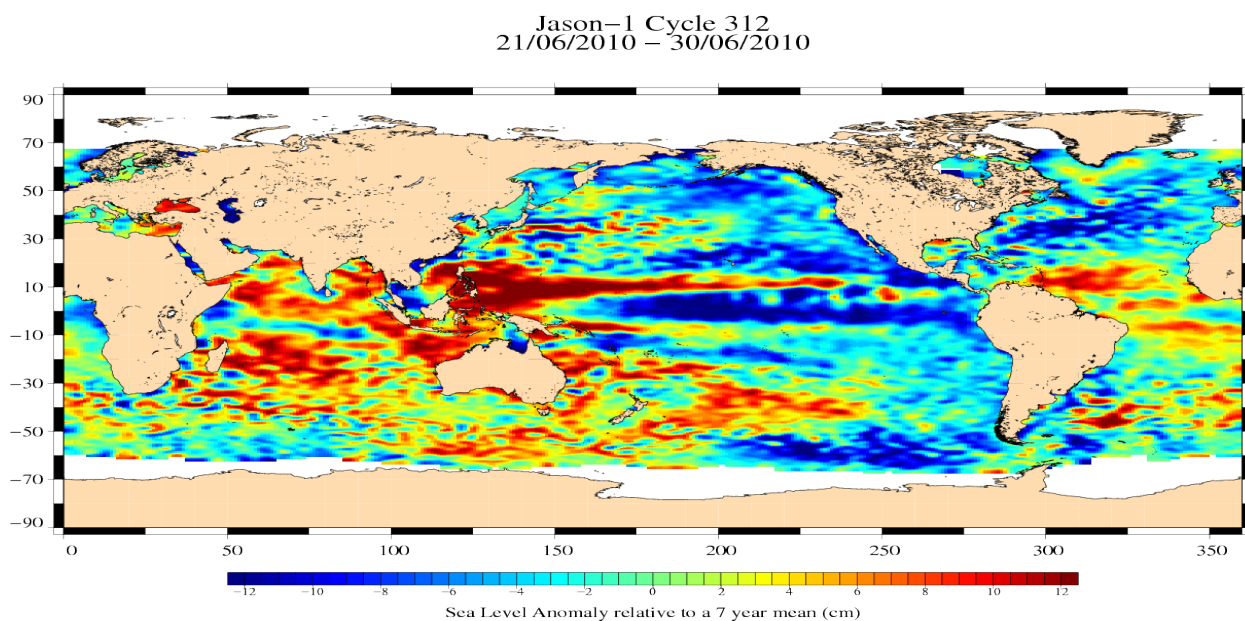 Jason−1 Cycle 312
21/06/2010 − 30/06/2010
90
70
50
30
10
−10
−30
−50
−70
−90
0 50 100 150 200 250 300 350
−12 −10 −8 −6 −4 −2 0 2 4 6 8 10 12
Sea Level Anomaly relative to a 7 year mean (cm)